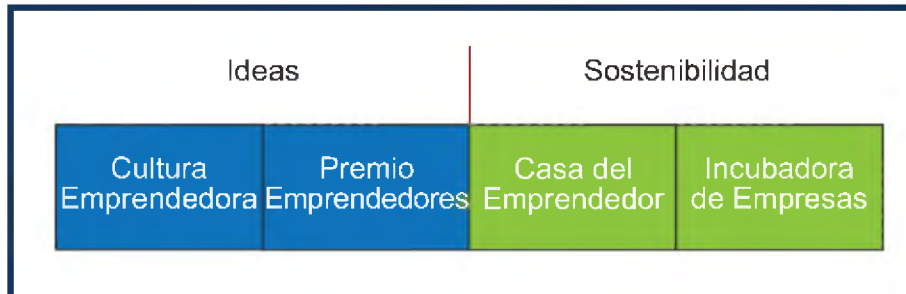 Ideas
Sostenibilidad
Cultura
Emprendedora
Premio
Emprendedores
Casa del
Emprendedor
Incubadora
de Empresas